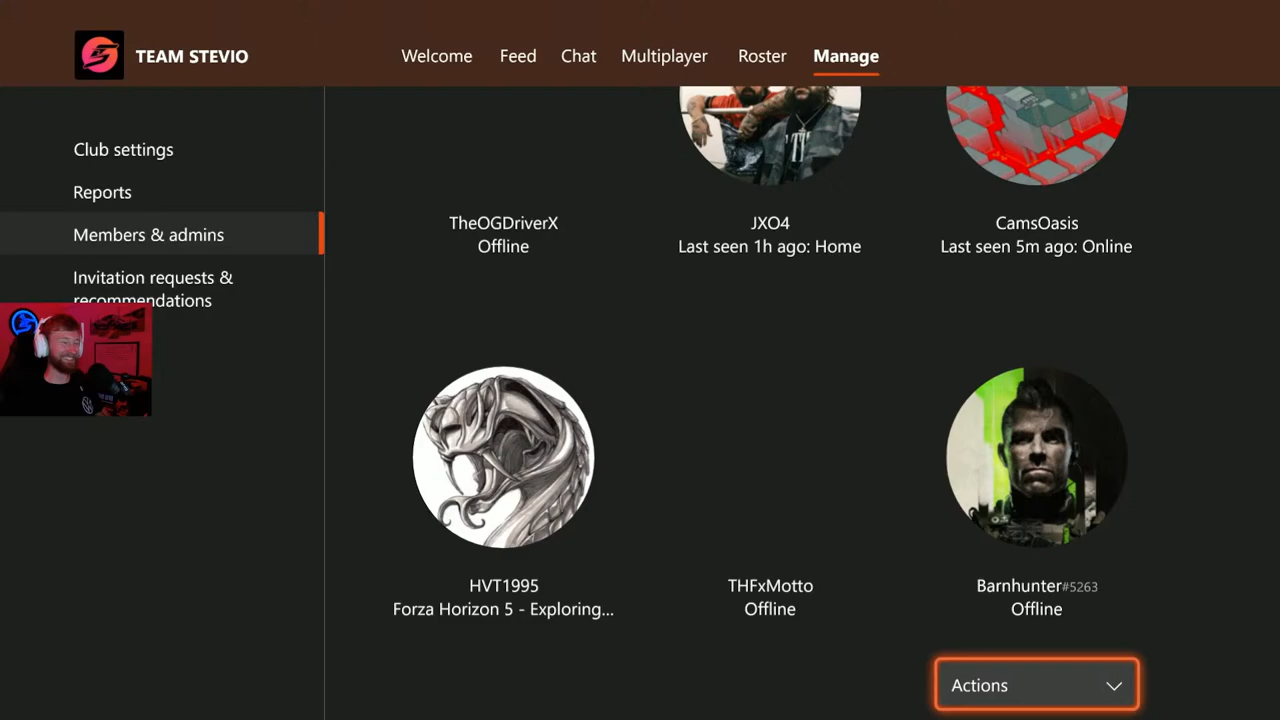 TEAM STEVIO
Welcome Feed Chat Multiplayer Roster Manage
Club settings
Reports
Members & admins
Invitation requests &
recommendations
TheOGDriverX
Offline
JXO4
Last seen 1h ago: Home
CamsOasis
Last seen 5m ago: Online
HVT1995
Forza Horizon 5 - Exploring...
THFxMotto
Offline
Barnhunter#5263
Offline
Actions